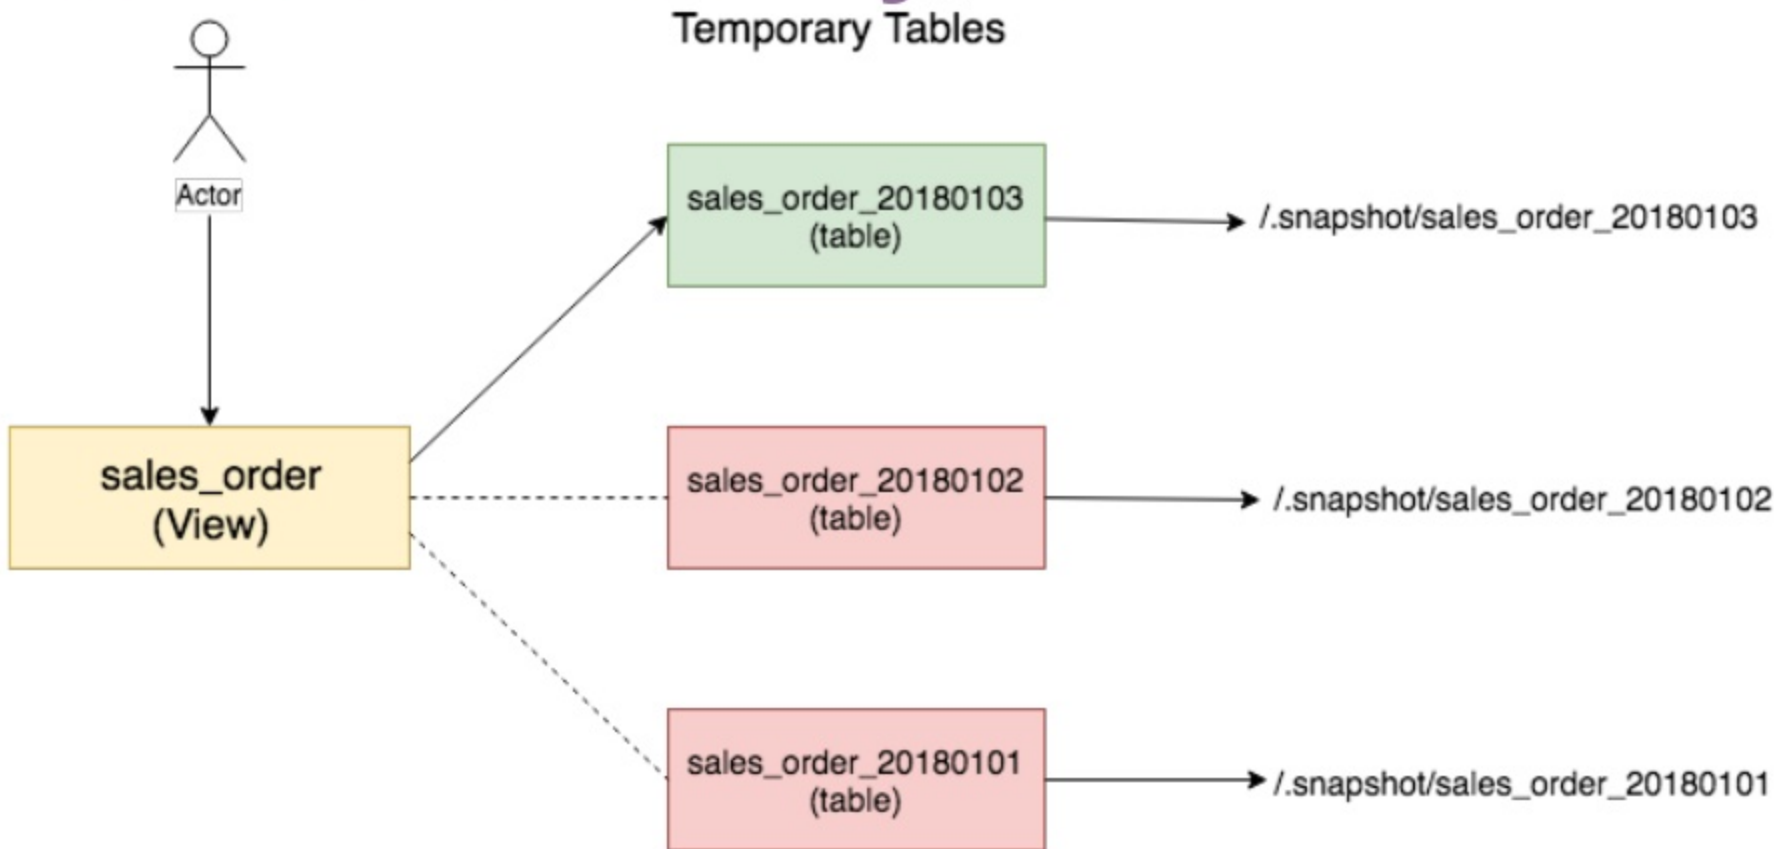 Temporary Tables
Actor
sales_order_20180103
(table)
/.snapshot/sales_order_20180103
sales_order
(View)
sales_order_20180102
(table)
/.snapshot/sales_order_20180102
sales_order_20180101
(table)
/.snapshot/sales_order_20180101